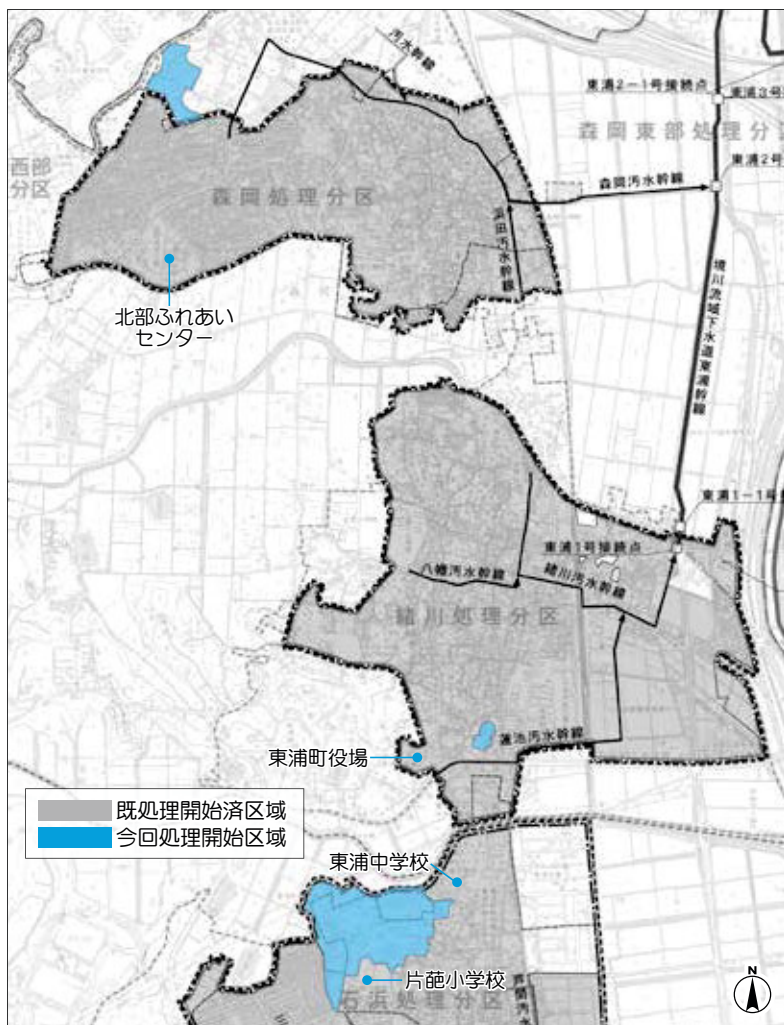 汚水幹線
東浦2-1号接続点
東浦3号
森岡東部処理分
東浦2号
西部
分区
森岡処理分区
森岡汚水幹線
浜田汚水幹線
北部ふれあい
センター
境川流域下水道東浦幹線
東浦1-1号
東浦1号接続点
八幡汚水幹線
緒川汚水幹線
緒川処理分区
蓮池汚水幹線
東浦町役場
既処理開始済区域
今回処理開始区域
東浦中学校
片葩小学校
石浜処理分区
N